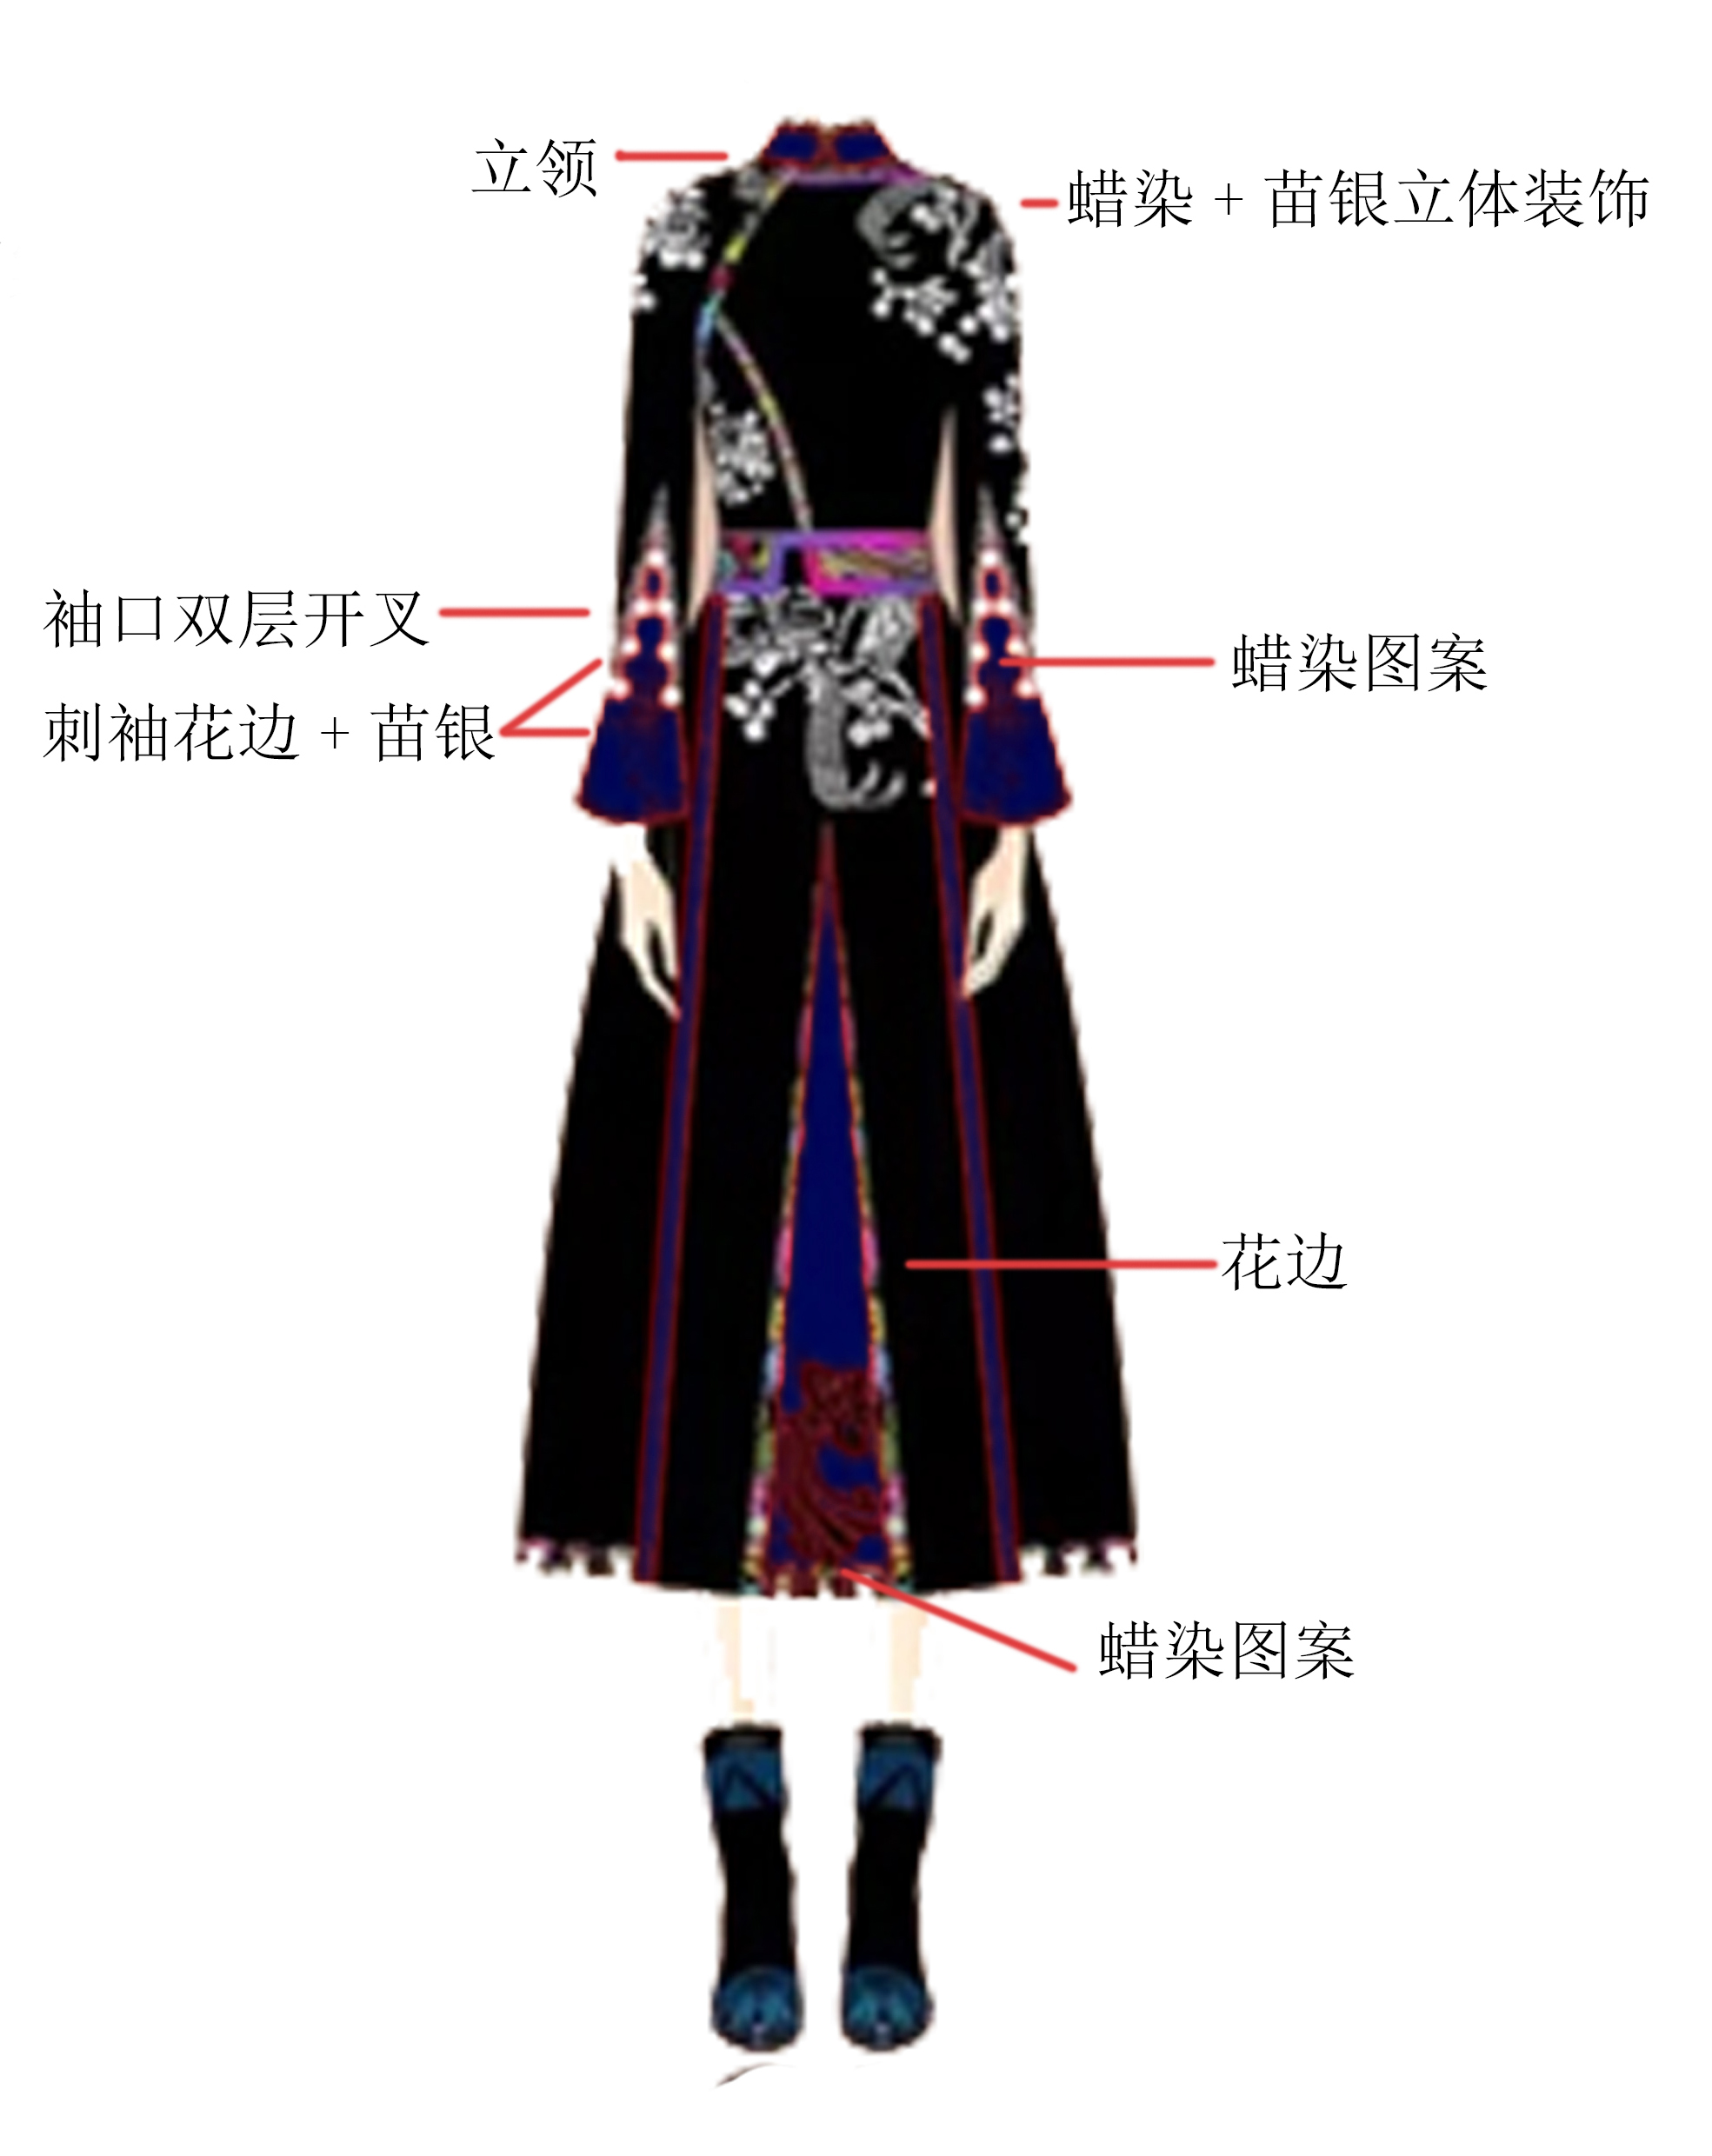 立领
蜡染 + 苗银立体装饰
袖口双层开叉
蜡染图案
刺袖花边 + 苗银
花边
蜡染图案